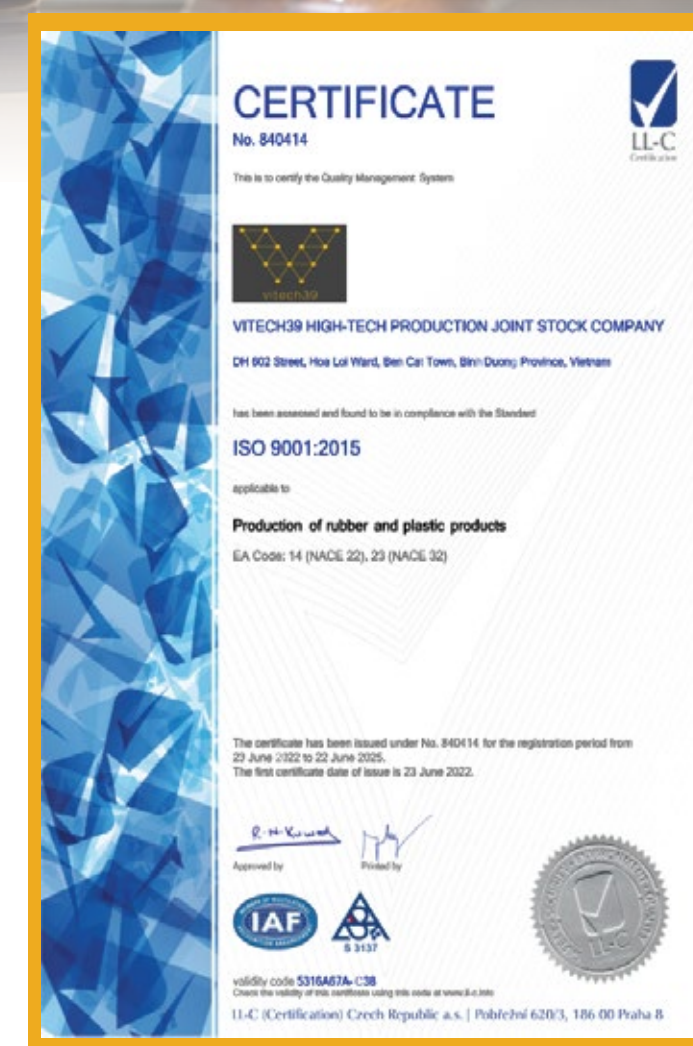 CERTIFICATE
No. 840414
LL-C
Certification
This is to certify the Quality Management System
vitech39
VITECH39 HIGH-TECH PRODUCTION JOINT STOCK COMPANY
DH 602 Street, Hoa Loi Ward, Ben Cat Town, Binh Duong Province, Vietnam
has been assessed and found to be in compliance with the Standard
ISO 9001:2015
applicable to
Production of rubber and plastic products
EA Code: 14 (NACE 22), 23 (NACE 32)
The certificate has been issued under No. 840414 for the registration period from
23 June 2022 to 22 June 2025.
The first certificate date of issue is 23 June 2022.
Approved by
Printed by
IAF
S 3137
LL-C
validity code 5316A67A-C38
Check the validity of this certificate using this code at www.ll-c.info
LL-C (Certification) Czech Republic a.s. | Pobřežní 620/3, 186 00 Praha 8